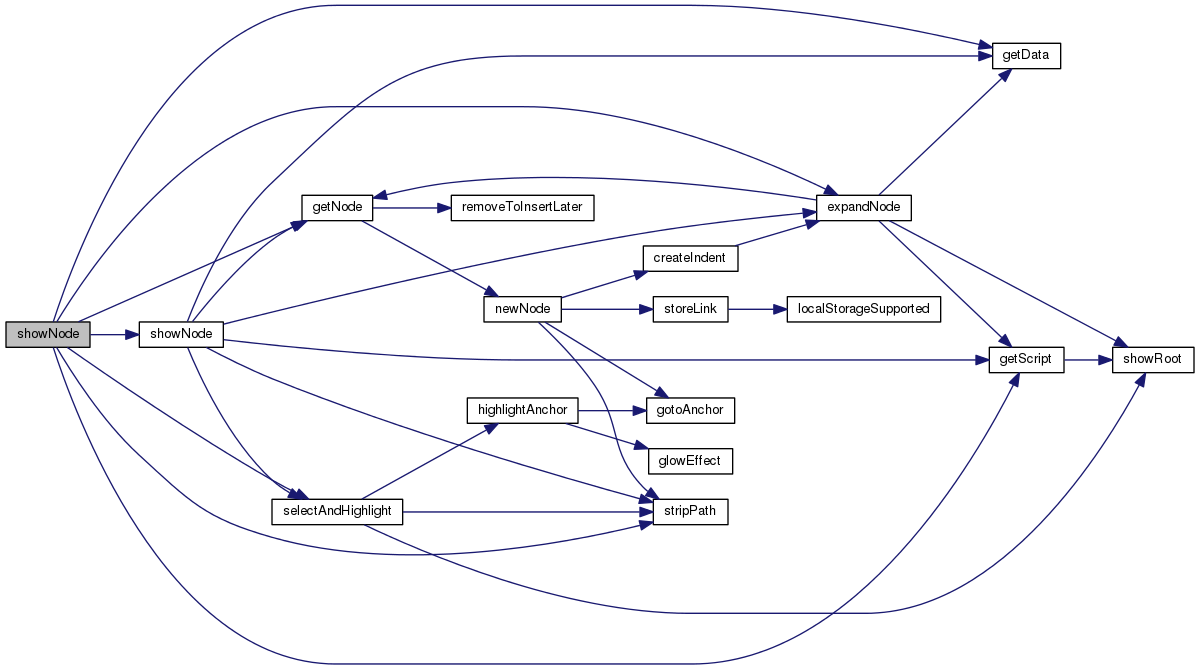 getData
getNode
removeToInsertLater
expandNode
createIndent
newNode
storeLink
localStorageSupported
showNode
showNode
getScript
showRoot
highlightAnchor
gotoAnchor
glowEffect
selectAndHighlight
stripPath